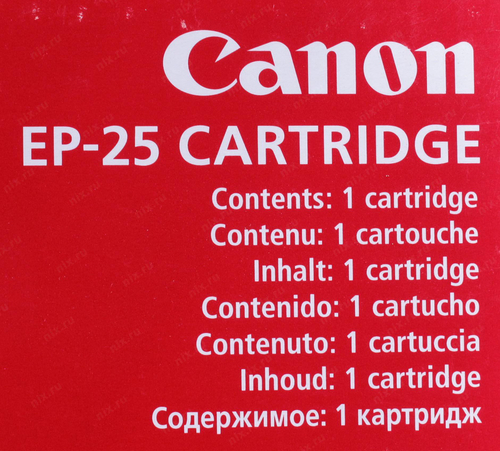 Canon
EP-25 CARTRIDGE
Contents: 1 cartridge
Contenu: 1 cartouche
Inhalt: 1 cartridge
Contenido: 1 cartucho
Contenuto: 1 cartuccia
Inhoud: 1 cartridge
Содержимое: 1 картридж